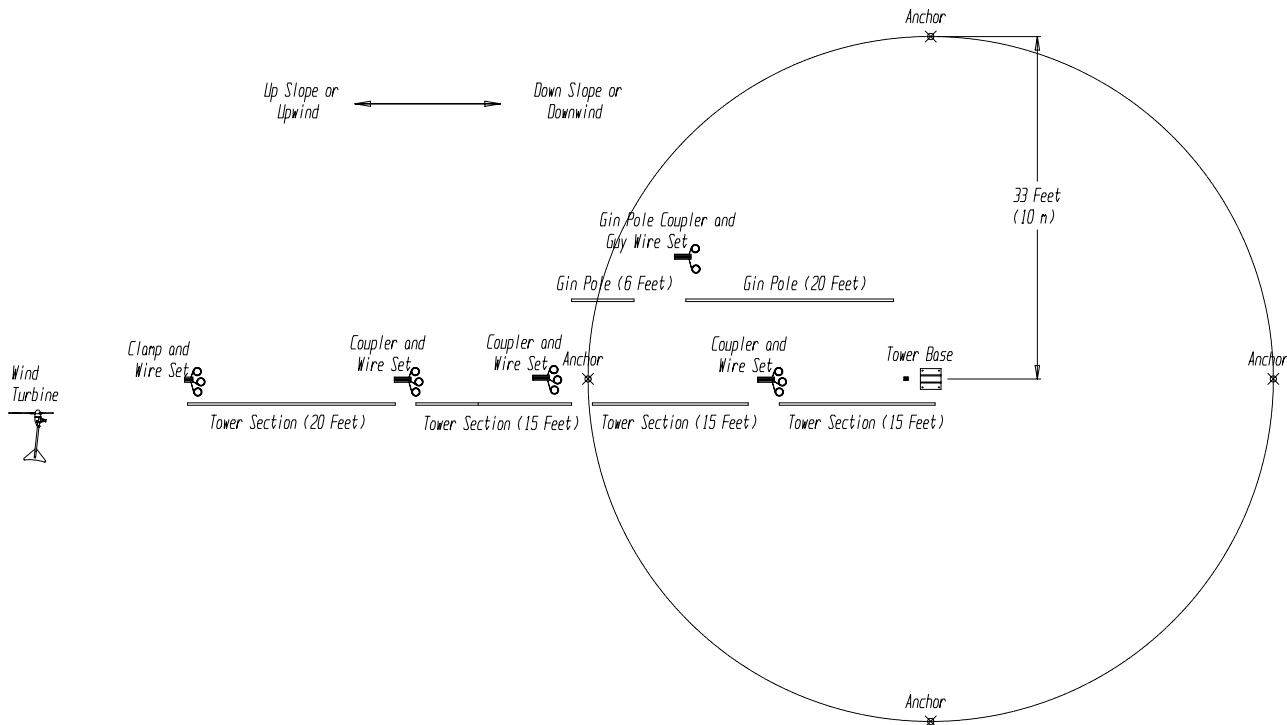 Anchor
Up Slope or
Upwind
Down Slope or
Downwind
33 Feet
(10 m)
Gin Pole Coupler and
Guy Wire Set
Gin Pole (6 Feet)
Gin Pole (20 Feet)
Clamp and
Wire Set
Coupler and
Wire Set
Coupler and
Wire Set
Anchor
Coupler and
Wire Set
Tower Base
Anchor
Wind
Turbine
Tower Section (20 Feet)
Tower Section (15 Feet)
Tower Section (15 Feet)
Tower Section (15 Feet)
Anchor